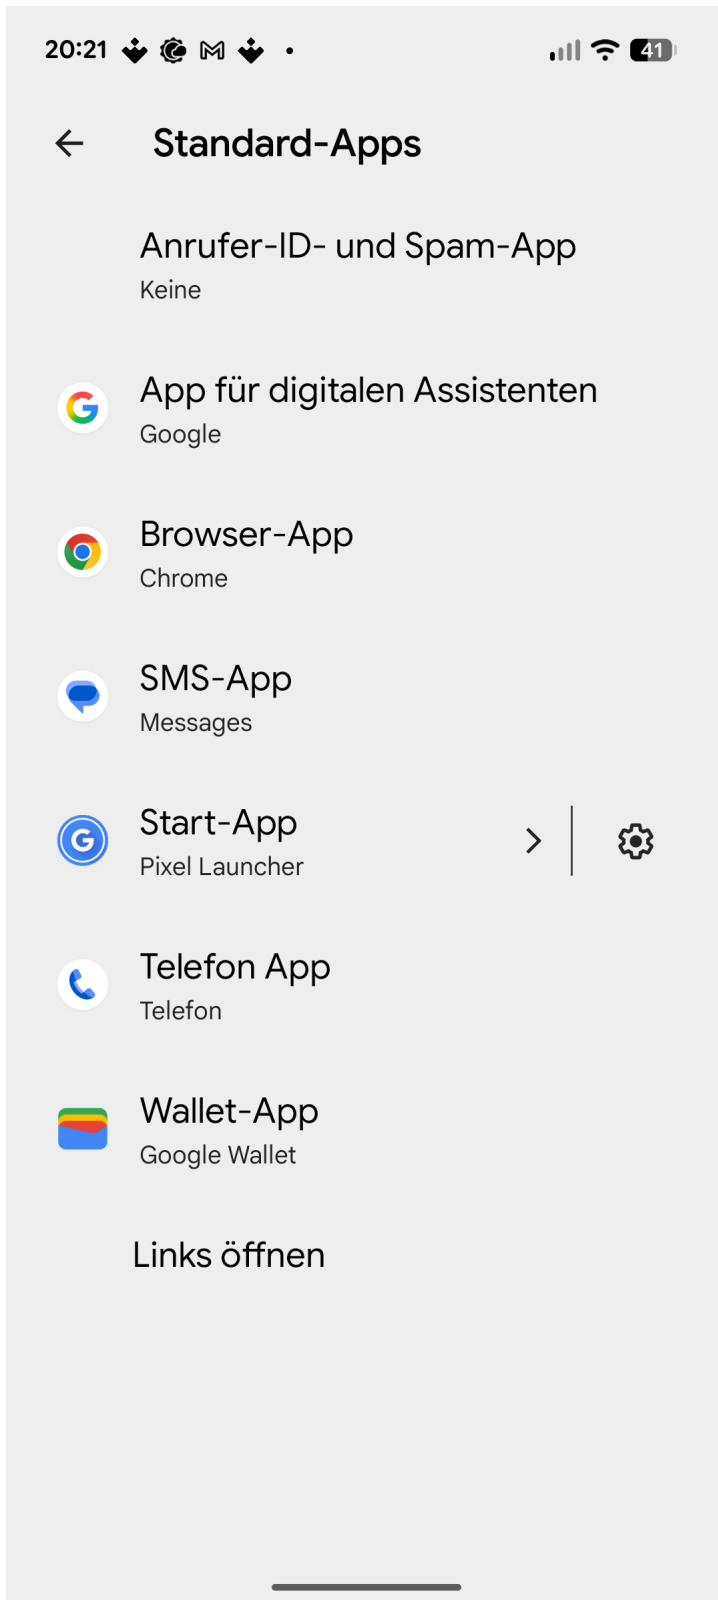 20:21
41
Standard-Apps
Anrufer-ID- und Spam-App
Keine
App für digitalen Assistenten
Google
Browser-App
Chrome
SMS-App
Messages
Start-App
Pixel Launcher
Telefon App
Telefon
Wallet-App
Google Wallet
Links öffnen